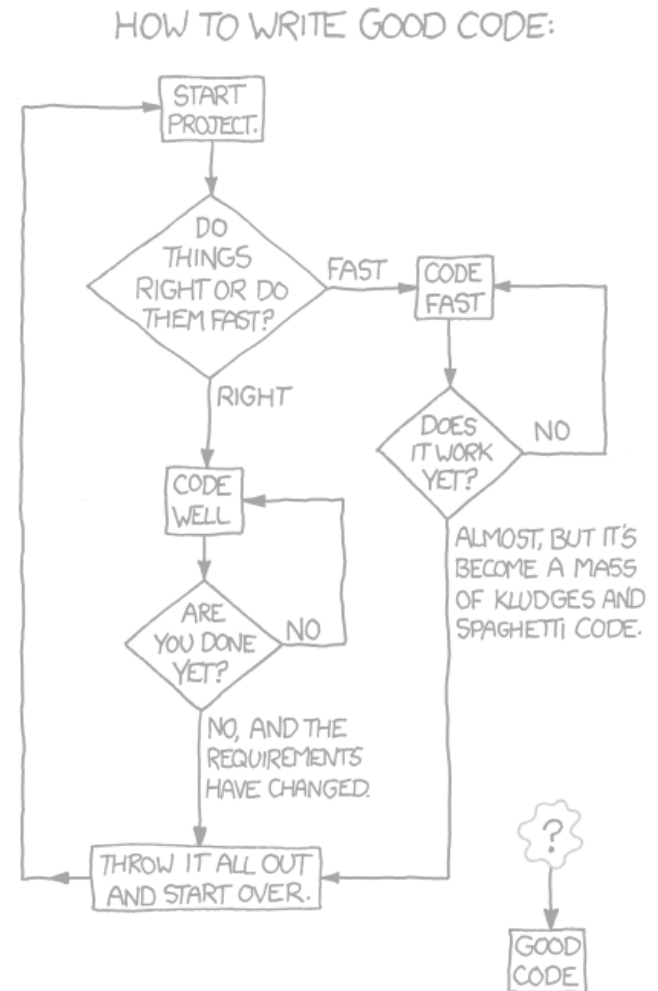 HOW TO WRITE GOOD CODE:
START
PROJECT.
DO
THINGS
RIGHT OR DO
THEM FAST?
FAST
CODE
FAST
RIGHT
DOES
IT WORK
YET?
NO
CODE
WELL
ALMOST, BUT IT'S
BECOME A MASS
OF KLUDGES AND
SPAGHETTI CODE.
ARE
YOU DONE
YET?
NO
NO, AND THE
REQUIREMENTS
HAVE CHANGED.
THROW IT ALL OUT
AND START OVER.
?
GOOD
CODE